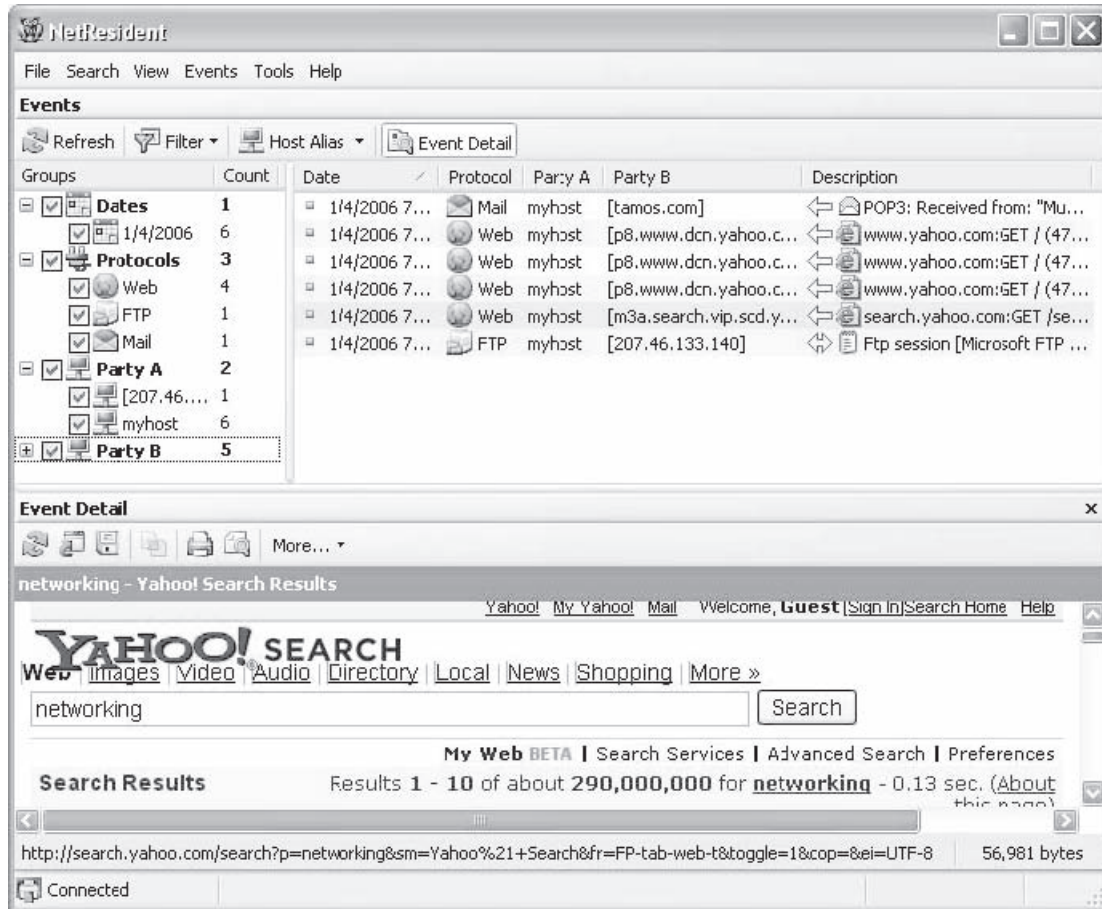 NetResident
File Search View Events Tools Help
Events
Refresh Filter Host Alias Event Detail
Groups Count Date Protocol Party A Party B Description
Dates 1
1/4/2006 6
Protocols 3
Web 4
FTP 1
Mail 1
Party A 2
[207.46.... 1
myhost 6
Party B 5
1/4/2006 7... Mail myhost [tamos.com] POP3: Received from: "Mu...
1/4/2006 7... Web myhost [p8.www.dcn.yahoo.c... www.yahoo.com:GET / (47...
1/4/2006 7... Web myhost [p8.www.dcn.yahoo.c... www.yahoo.com:GET / (47...
1/4/2006 7... Web myhost [p8.www.dcn.yahoo.c... www.yahoo.com:GET / (47...
1/4/2006 7... Web myhost [m3a.search.vip.scd.y... search.yahoo.com:GET /se...
1/4/2006 7... FTP myhost [207.46.133.140] Ftp session [Microsoft FTP ...
Event Detail x
More...
networking - Yahoo! Search Results
Yahoo! My Yahoo! Mail Welcome, Guest [Sign In] Search Home Help
YAHOO! SEARCH
Web | Images | Video | Audio | Directory | Local | News | Shopping | More »
networking Search
My Web BETA | Search Services | Advanced Search | Preferences
Search Results Results 1 - 10 of about 290,000,000 for networking - 0.13 sec. (About
this page)
http://search.yahoo.com/search?p=networking&sm=Yahoo%21+Search&fr=FP-tab-web-t&toggle=1&cop=&ei=UTF-8 56,981 bytes
Connected